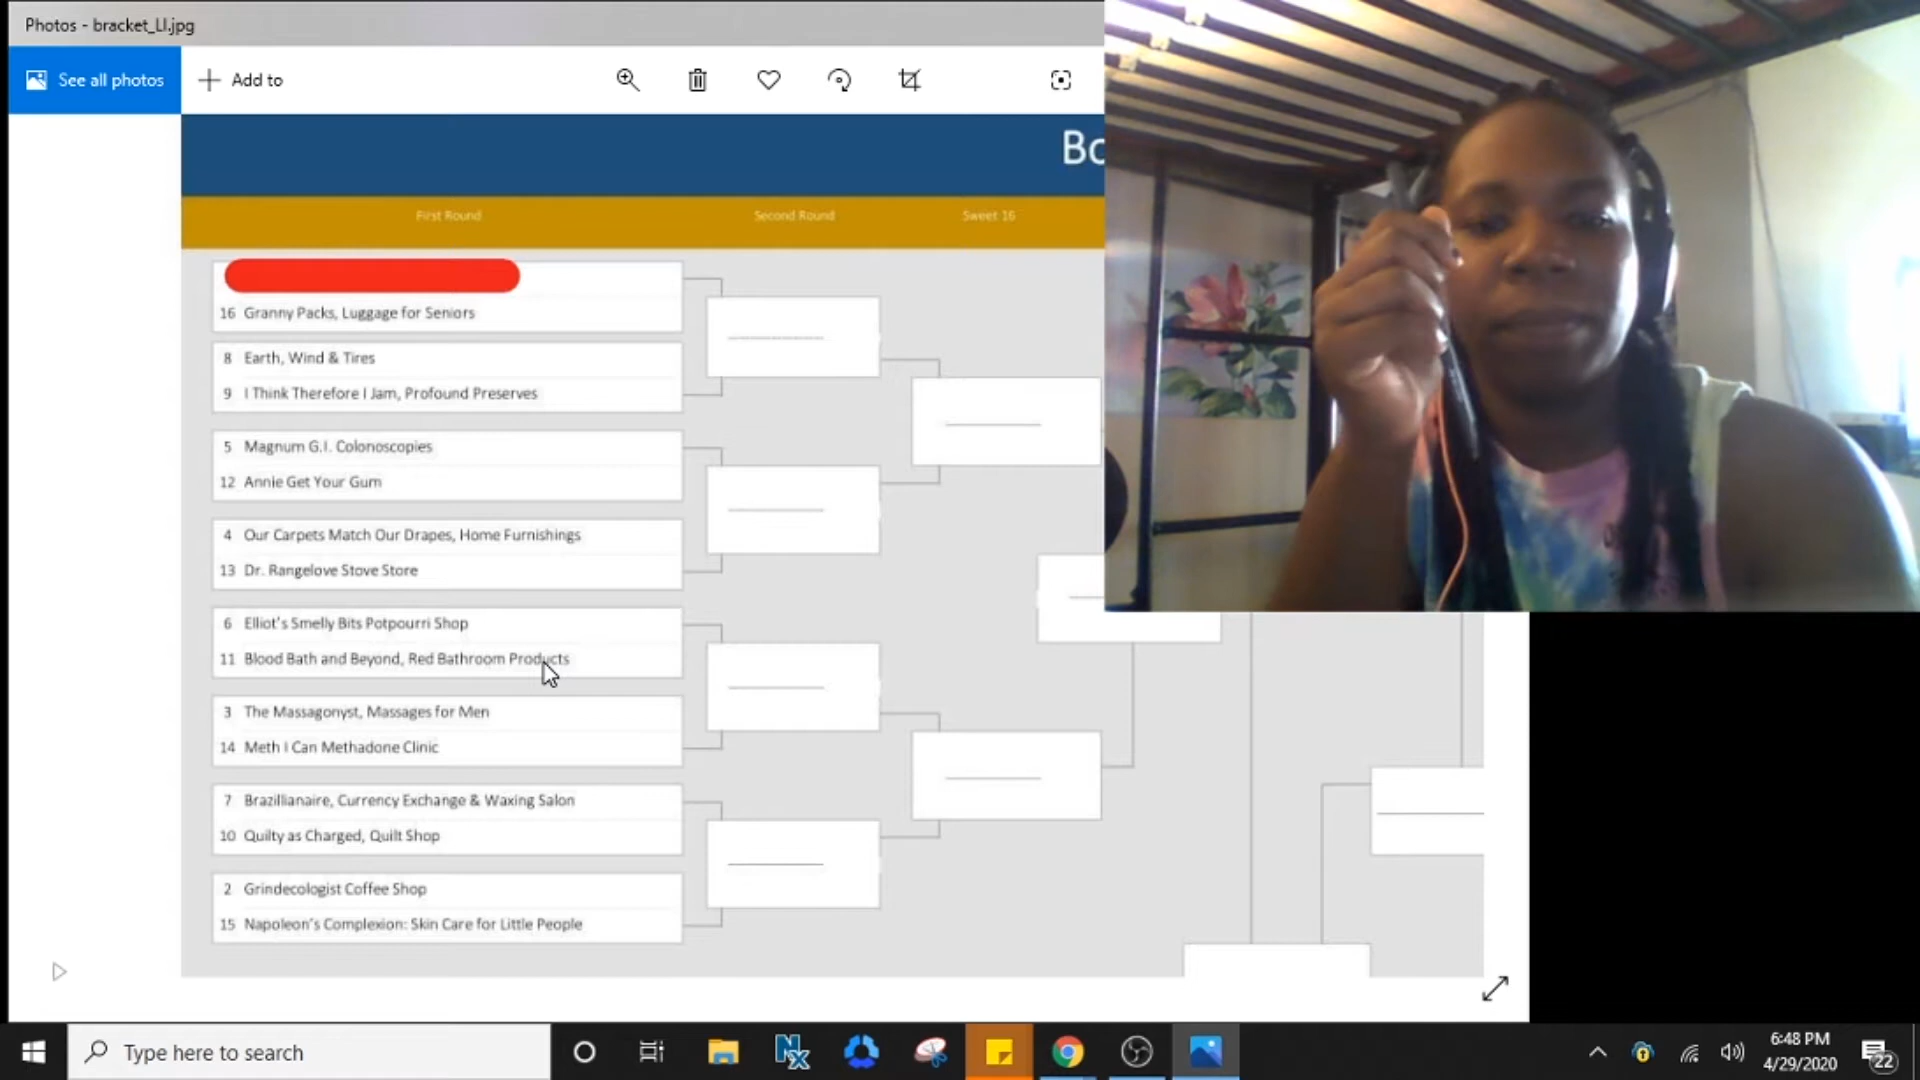 Photos - bracket_LI.jpg
See all photos
Add to
Bo
First Round
Second Round
Sweet 16
16 Granny Packs, Luggage for Seniors
8 Earth, Wind & Tires
9 I Think Therefore I Jam, Profound Preserves
5 Magnum G.I. Colonoscopies
12 Annie Get Your Gum
4 Our Carpets Match Our Drapes, Home Furnishings
13 Dr. Rangelove Stove Store
6 Elliot's Smelly Bits Potpourri Shop
11 Blood Bath and Beyond, Red Bathroom Products
3 The Massagonyst, Massages for Men
14 Meth I Can Methadone Clinic
7 Brazillianaire, Currency Exchange & Waxing Salon
10 Quilty as Charged, Quilt Shop
2 Grindecologist Coffee Shop
15 Napoleon's Complexion: Skin Care for Little People
Type here to search
6:48 PM
4/29/2020
22